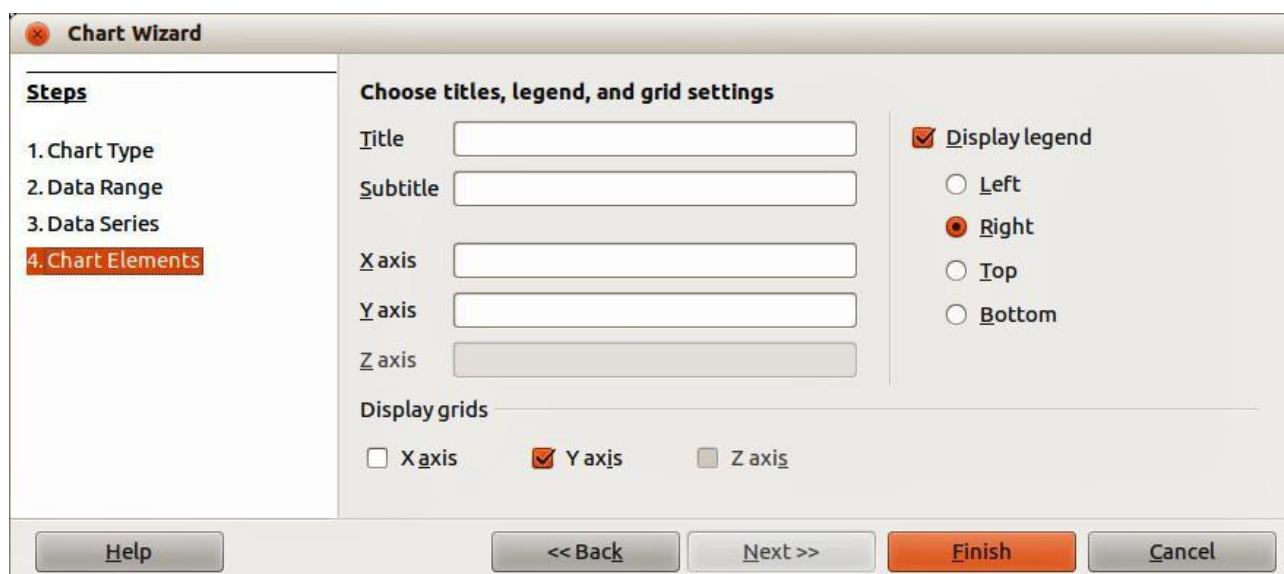 Chart Wizard
Steps
1. Chart Type
2. Data Range
3. Data Series
4. Chart Elements
Choose titles, legend, and grid settings
Title
Subtitle
X axis
Y axis
Z axis
Display legend
Left
Right
Top
Bottom
Display grids
X axis Y axis Z axis
Help << Back Next >> Finish Cancel